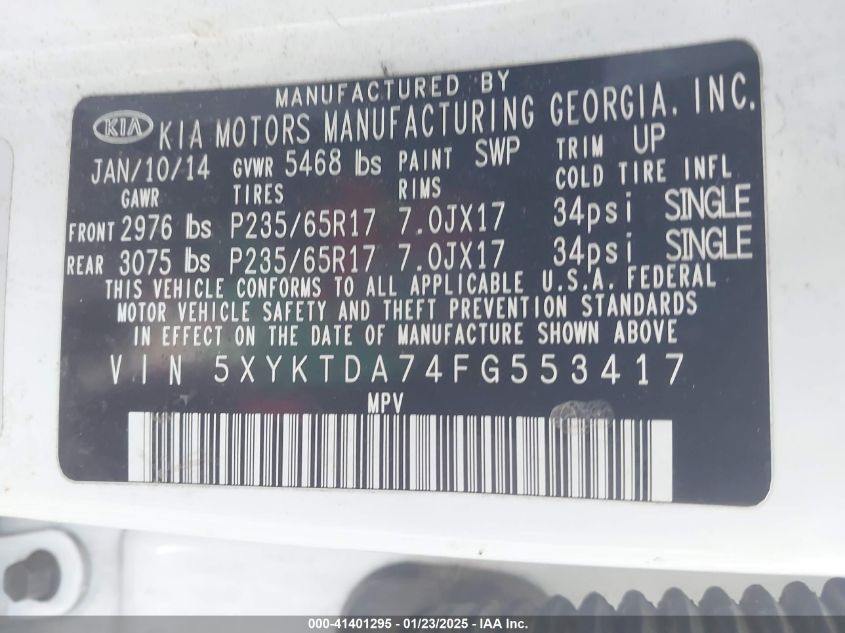 MANUFACTURED BY
KIA KIA MOTORS MANUFACTURING GEORGIA, INC.
JAN/10/14 GVWR 5468 lbs PAINT SWP TRIM UP
GAWR TIRES RIMS COLD TIRE INFL
FRONT 2976 lbs P235/65R17 7.0JX17 34psi SINGLE
REAR 3075 lbs P235/65R17 7.0JX17 34psi SINGLE
THIS VEHICLE CONFORMS TO ALL APPLICABLE U.S.A. FEDERAL
MOTOR VEHICLE SAFETY AND THEFT PREVENTION STANDARDS
IN EFFECT ON THE DATE OF MANUFACTURE SHOWN ABOVE
VIN 5XYKTDA74FG553417
MPV
000-41401295 - 01/23/2025 - IAA Inc.